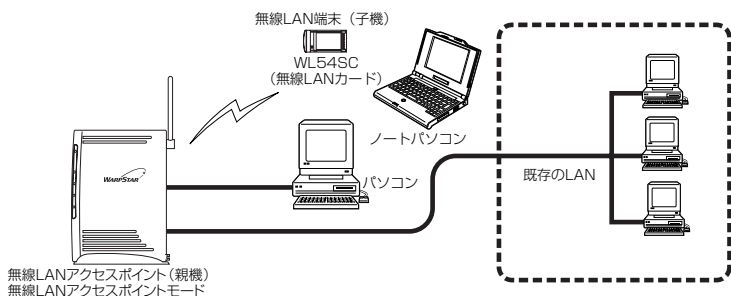 無線LAN端末（子機）
WL54SC
（無線LANカード）
ノートパソコン
WARPSTAR
パソコン
既存のLAN
無線LANアクセスポイント（親機）
無線LANアクセスポイントモード